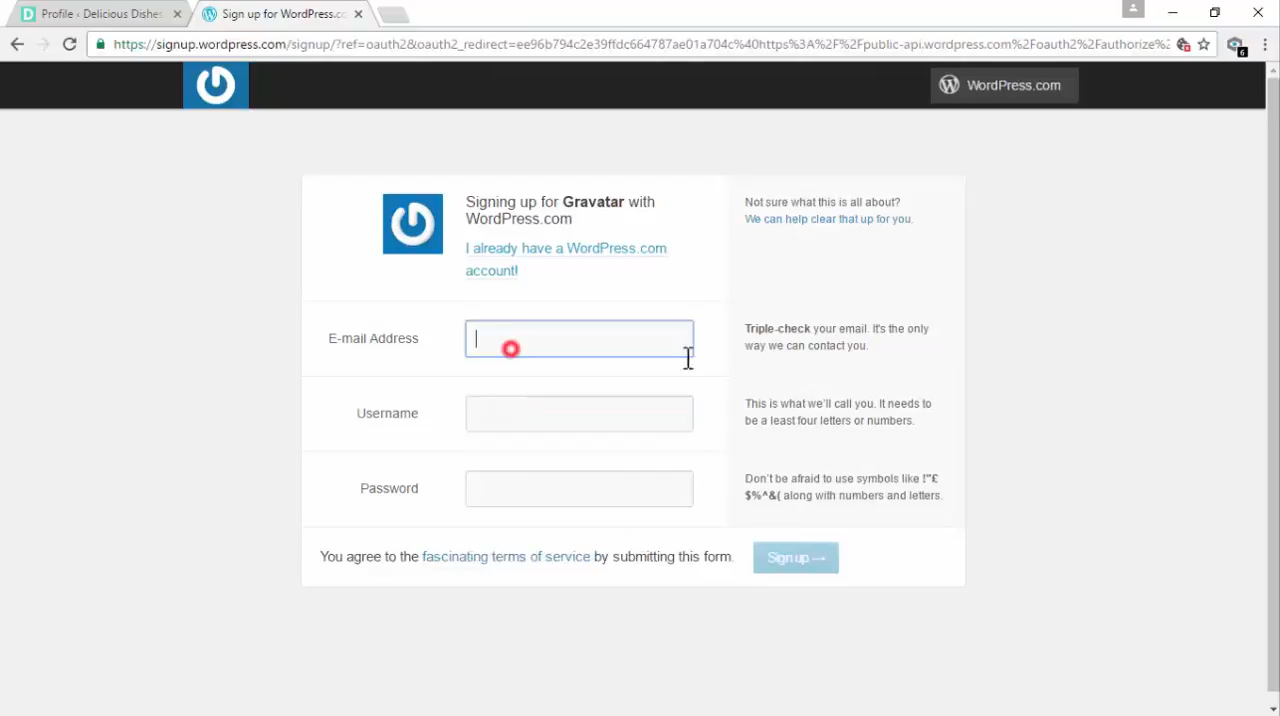 Profile ‹ Delicious Dishes
Sign up for WordPress.co
https://signup.wordpress.com/signup/?ref=oauth2&oauth2_redirect=ee96b794c2e39ffdc664787ae01a704c%40https%3A%2F%2Fpublic-api.wordpress.com%2Foauth2%2Fauthorize%
6
WordPress.com
Signing up for Gravatar with
WordPress.com
I already have a WordPress.com
account!
Not sure what this is all about?
We can help clear that up for you.
E-mail Address
Triple-check your email. It's the only
way we can contact you.
Username
This is what we'll call you. It needs to
be a least four letters or numbers.
Password
Don't be afraid to use symbols like !"£
$%^&( along with numbers and letters.
You agree to the fascinating terms of service by submitting this form.
Sign up →